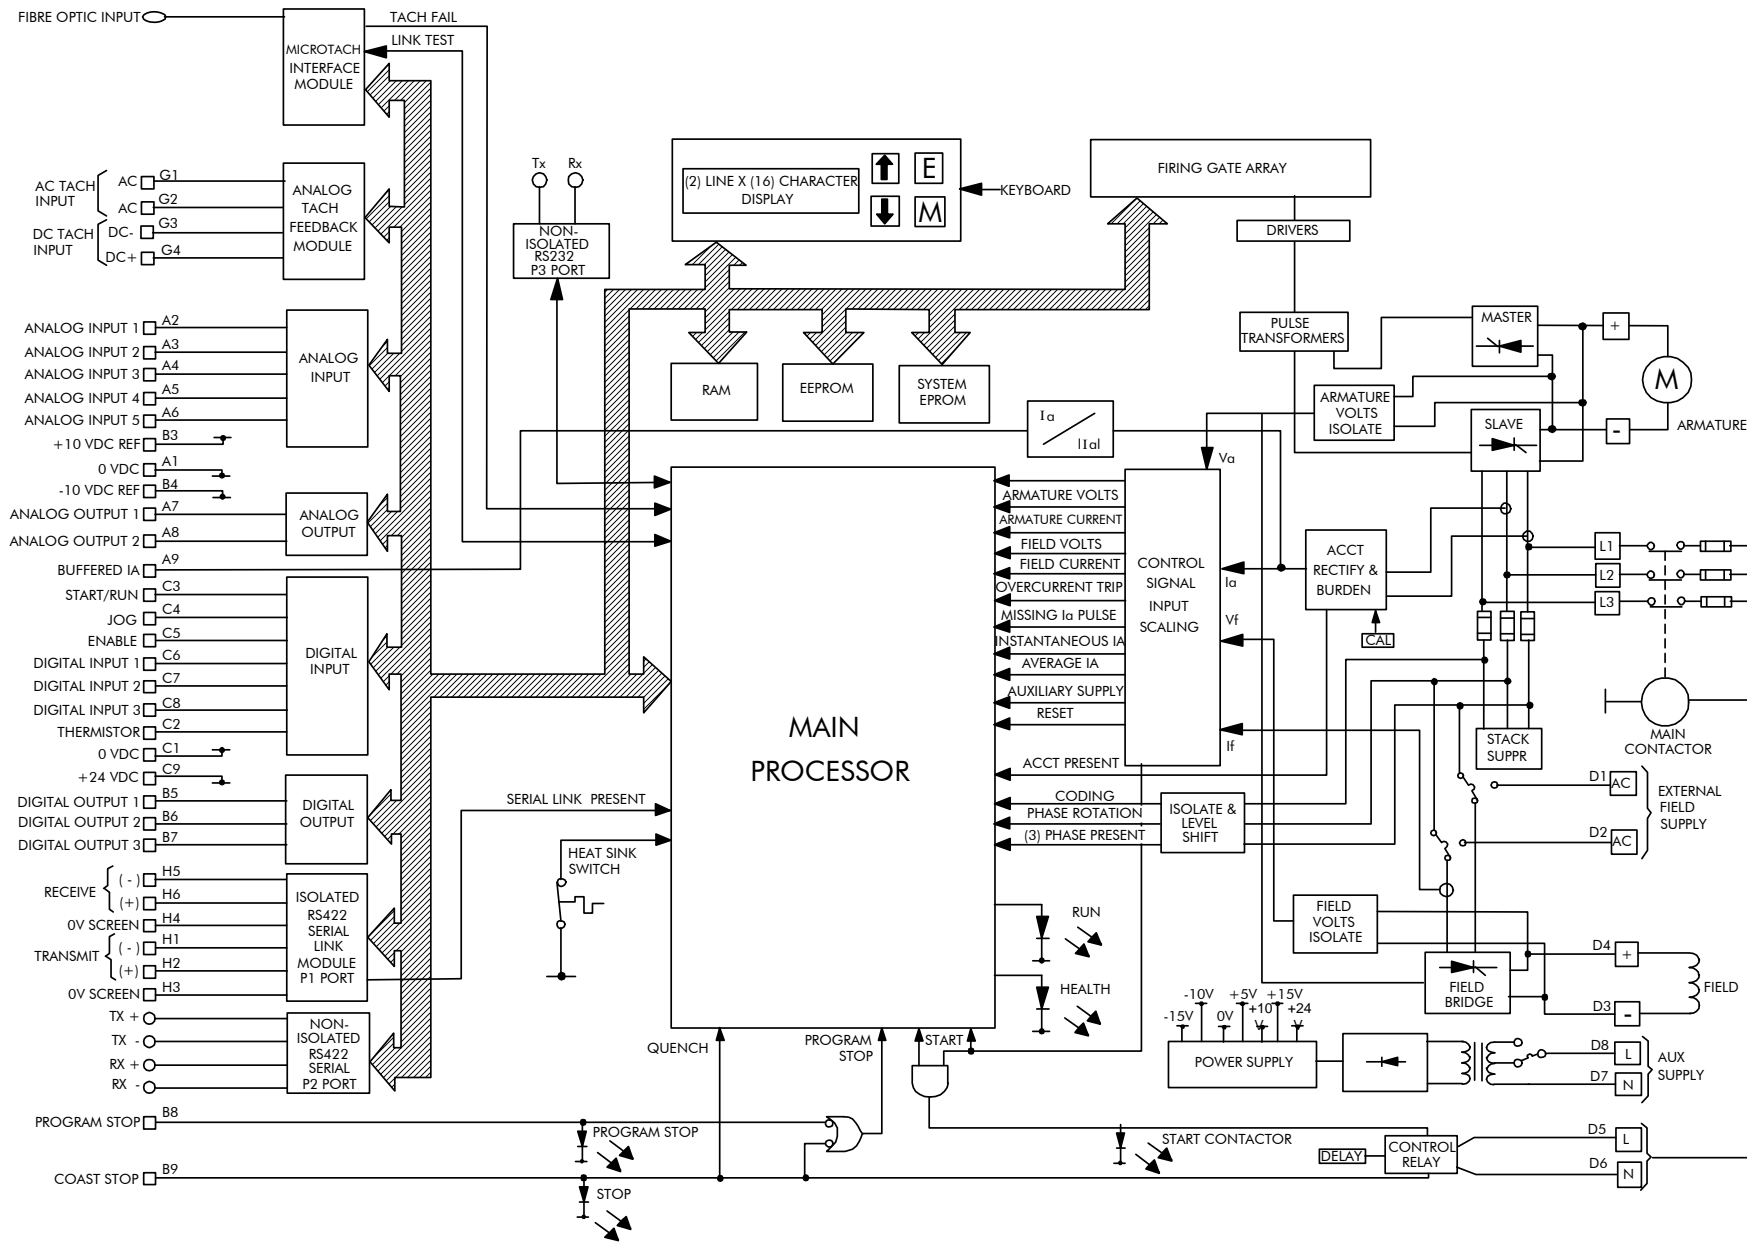 FIBRE OPTIC INPUT
TACH FAIL
LINK TEST
MICROTACH
INTERFACE
MODULE
AC TACH
INPUT
AC
G1
AC
G2
DC TACH
INPUT
DC-
G3
DC+
G4
ANALOG
TACH
FEEDBACK
MODULE
Tx
Rx
NON-
ISOLATED
RS232
P3 PORT
(2) LINE X (16) CHARACTER
DISPLAY
E
M
KEYBOARD
FIRING GATE ARRAY
DRIVERS
PULSE
TRANSFORMERS
MASTER
+
M
ARMATURE
VOLTS
ISOLATE
SLAVE
-
ARMATURE
ANALOG INPUT 1
A2
ANALOG INPUT 2
A3
ANALOG INPUT 3
A4
ANALOG INPUT 4
A5
ANALOG INPUT 5
A6
ANALOG
INPUT
+10 VDC REF
B3
0 VDC
A1
-10 VDC REF
B4
ANALOG OUTPUT 1
A7
ANALOG OUTPUT 2
A8
ANALOG
OUTPUT
BUFFERED IA
A9
RAM
EEPROM
SYSTEM
EPROM
Ia
|Ia|
Va
START/RUN
C3
JOG
C4
ENABLE
C5
DIGITAL INPUT 1
C6
DIGITAL INPUT 2
C7
DIGITAL INPUT 3
C8
THERMISTOR
C2
DIGITAL
INPUT
0 VDC
C1
+24 VDC
C9
DIGITAL OUTPUT 1
B5
DIGITAL OUTPUT 2
B6
DIGITAL OUTPUT 3
B7
DIGITAL
OUTPUT
MAIN
PROCESSOR
ARMATURE VOLTS
ARMATURE CURRENT
FIELD VOLTS
FIELD CURRENT
OVERCURRENT TRIP
MISSING Ia PULSE
INSTANTANEOUS IA
AVERAGE IA
AUXILIARY SUPPLY
RESET
CONTROL
SIGNAL
INPUT
SCALING
Ia
Vf
If
ACCT
RECTIFY &
BURDEN
CAL
L1
L2
L3
MAIN
CONTACTOR
STACK
SUPPR
ACCT PRESENT
CODING
PHASE ROTATION
(3) PHASE PRESENT
ISOLATE &
LEVEL
SHIFT
D1
AC
D2
AC
EXTERNAL
FIELD
SUPPLY
SERIAL LINK PRESENT
HEAT SINK
SWITCH
RECEIVE
(-)
H5
(+)
H6
0V SCREEN
H4
TRANSMIT
(-)
H1
(+)
H2
0V SCREEN
H3
ISOLATED
RS422
SERIAL
LINK
MODULE
P1 PORT
TX +
TX -
RX +
RX -
NON-
ISOLATED
RS422
SERIAL
P2 PORT
RUN
HEALTH
FIELD
VOLTS
ISOLATE
FIELD
BRIDGE
D4
+
D3
-
FIELD
-15V
-10V
0V
+5V
+10
V
+15V
+24
V
POWER SUPPLY
D8
L
D7
N
AUX
SUPPLY
QUENCH
PROGRAM
STOP
START
PROGRAM STOP
B8
PROGRAM STOP
COAST STOP
B9
STOP
START CONTACTOR
DELAY
CONTROL
RELAY
D5
L
D6
N